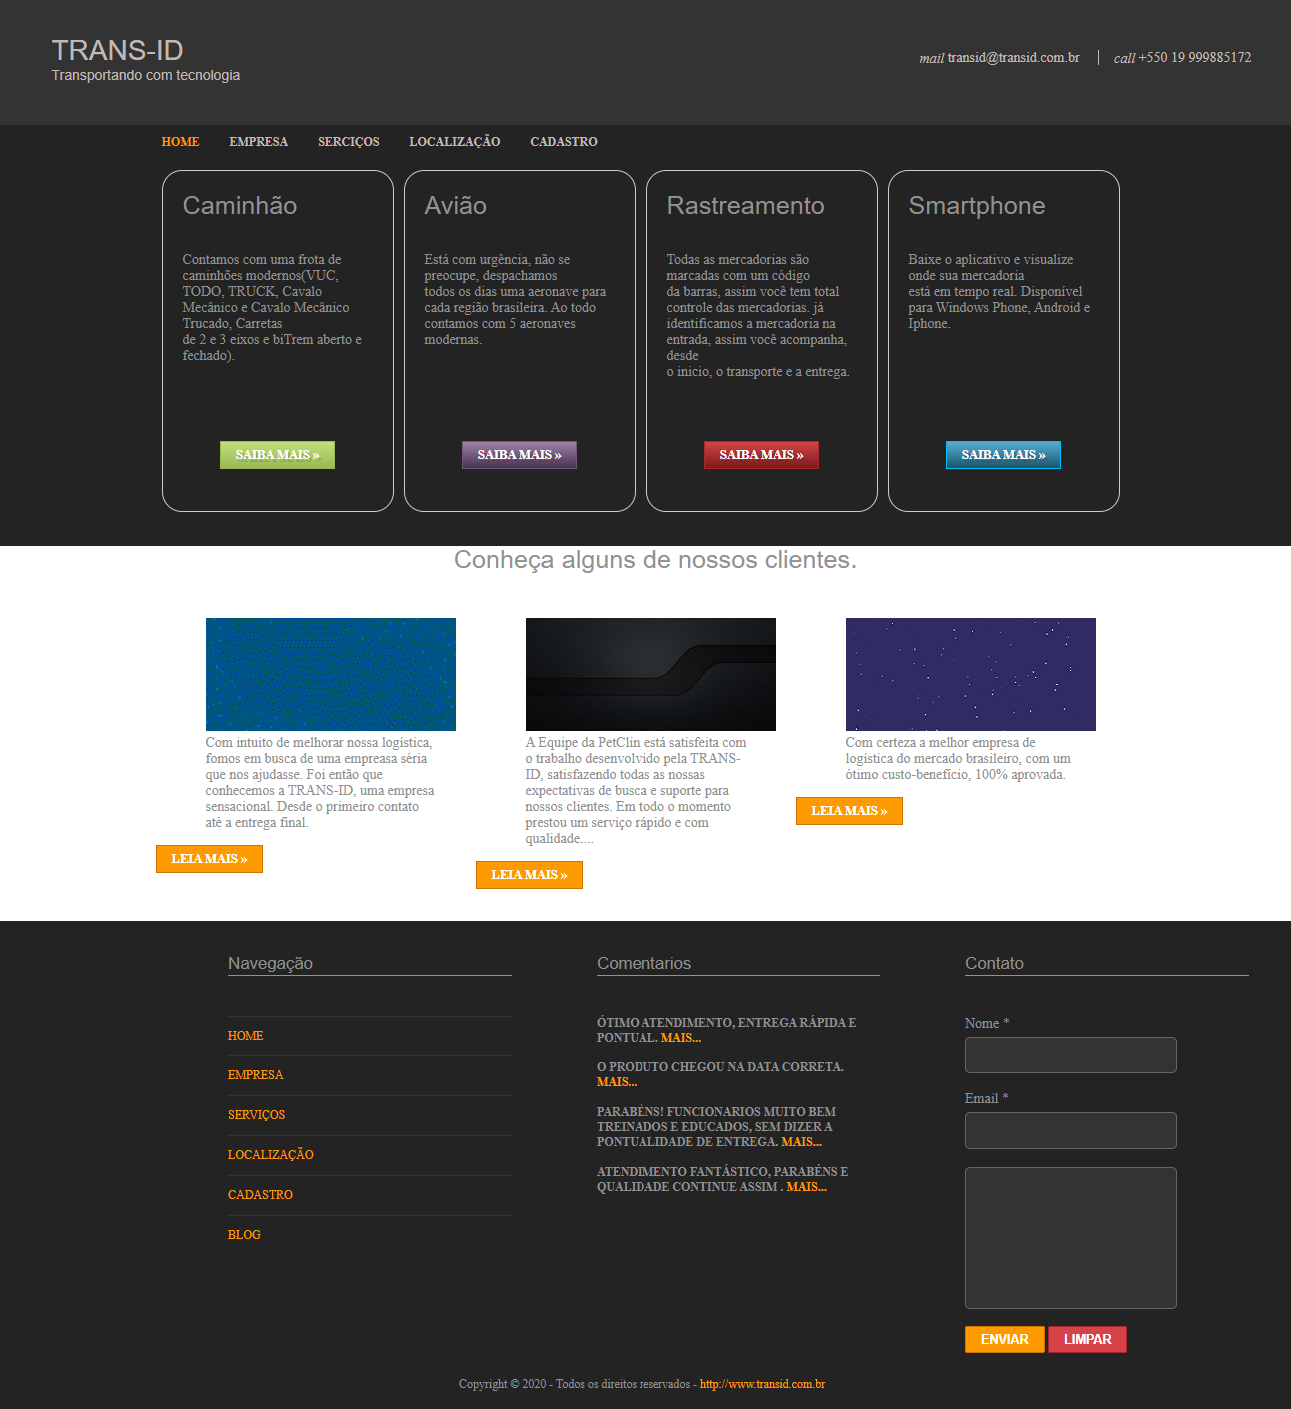 TRANS-ID
Transportando com tecnologia
mail transid@transid.com.br
call +550 19 999885172
HOME EMPRESA SERCIÇOS LOCALIZAÇÃO CADASTRO
Caminhão
Contamos com uma frota de
caminhões modernos(VUC,
TODO, TRUCK, Cavalo
Mecânico e Cavalo Mecânico
Trucado, Carretas
de 2 e 3 eixos e biTrem aberto e
fechado).
SAIBA MAIS »
Avião
Está com urgência, não se
preocupe, despachamos
todos os dias uma aeronave para
cada região brasileira. Ao todo
contamos com 5 aeronaves
modernas.
SAIBA MAIS »
Rastreamento
Todas as mercadorias são
marcadas com um código
da barras, assim você tem total
controle das mercadorias. já
identificamos a mercadoria na
entrada, assim você acompanha,
desde
o inicio, o transporte e a entrega.
SAIBA MAIS »
Smartphone
Baixe o aplicativo e visualize
onde sua mercadoria
está em tempo real. Disponível
para Windows Phone, Android e
Iphone.
SAIBA MAIS »
Conheça alguns de nossos clientes.
Com intuito de melhorar nossa logística,
fomos em busca de uma empreasa séria
que nos ajudasse. Foi então que
conhecemos a TRANS-ID, uma empresa
sensacional. Desde o primeiro contato
até a entrega final.
LEIA MAIS »
A Equipe da PetClin está satisfeita com
o trabalho desenvolvido pela TRANS-
ID, satisfazendo todas as nossas
expectativas de busca e suporte para
nossos clientes. Em todo o momento
prestou um serviço rápido e com
qualidade....
LEIA MAIS »
Com certeza a melhor empresa de
logística do mercado brasileiro, com um
ótimo custo-benefício, 100% aprovada.
LEIA MAIS »
Navegação
HOME
EMPRESA
SERVIÇOS
LOCALIZAÇÃO
CADASTRO
BLOG
Comentarios
ÓTIMO ATENDIMENTO, ENTREGA RÁPIDA E
PONTUAL. MAIS...
O PRODUTO CHEGOU NA DATA CORRETA.
MAIS...
PARABÉNS! FUNCIONARIOS MUITO BEM
TREINADOS E EDUCADOS, SEM DIZER A
PONTUALIDADE DE ENTREGA. MAIS...
ATENDIMENTO FANTÁSTICO, PARABÉNS E
QUALIDADE CONTINUE ASSIM . MAIS...
Contato
Nome *
Email *
ENVIAR LIMPAR
Copyright © 2020 - Todos os direitos reservados - http://www.transid.com.br